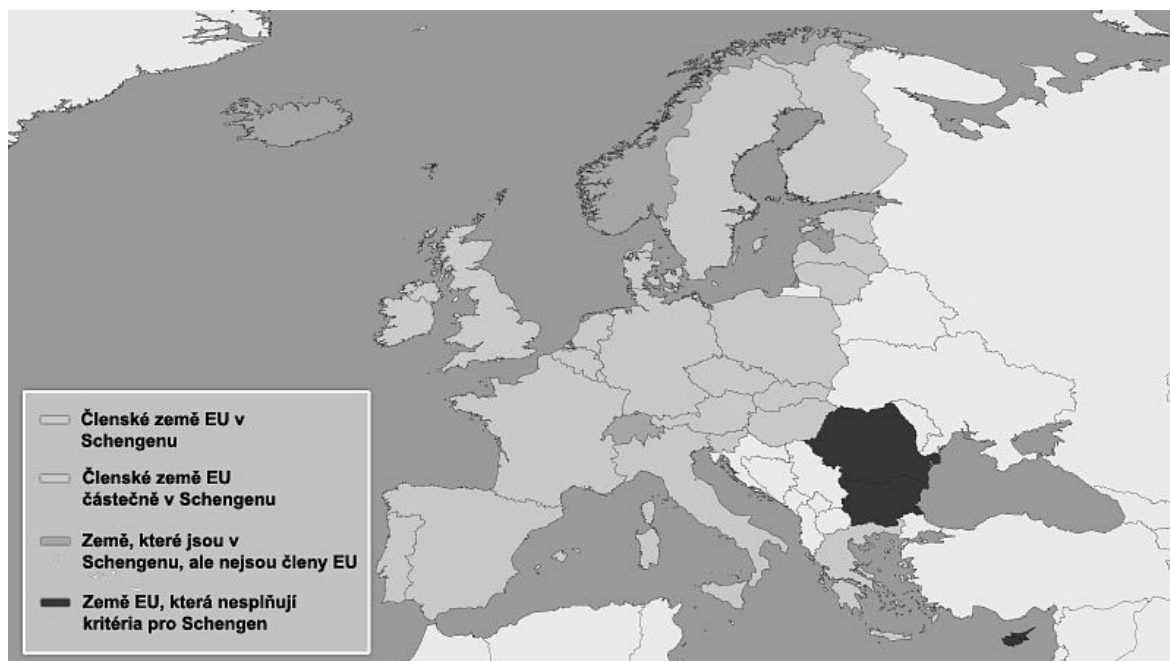 Členské země EU v
Schengenu
Členské země EU
částečně v Schengenu
Země, které jsou v
Schengenu, ale nejsou členy EU
Země EU, která nesplňují
kritéria pro Schengen